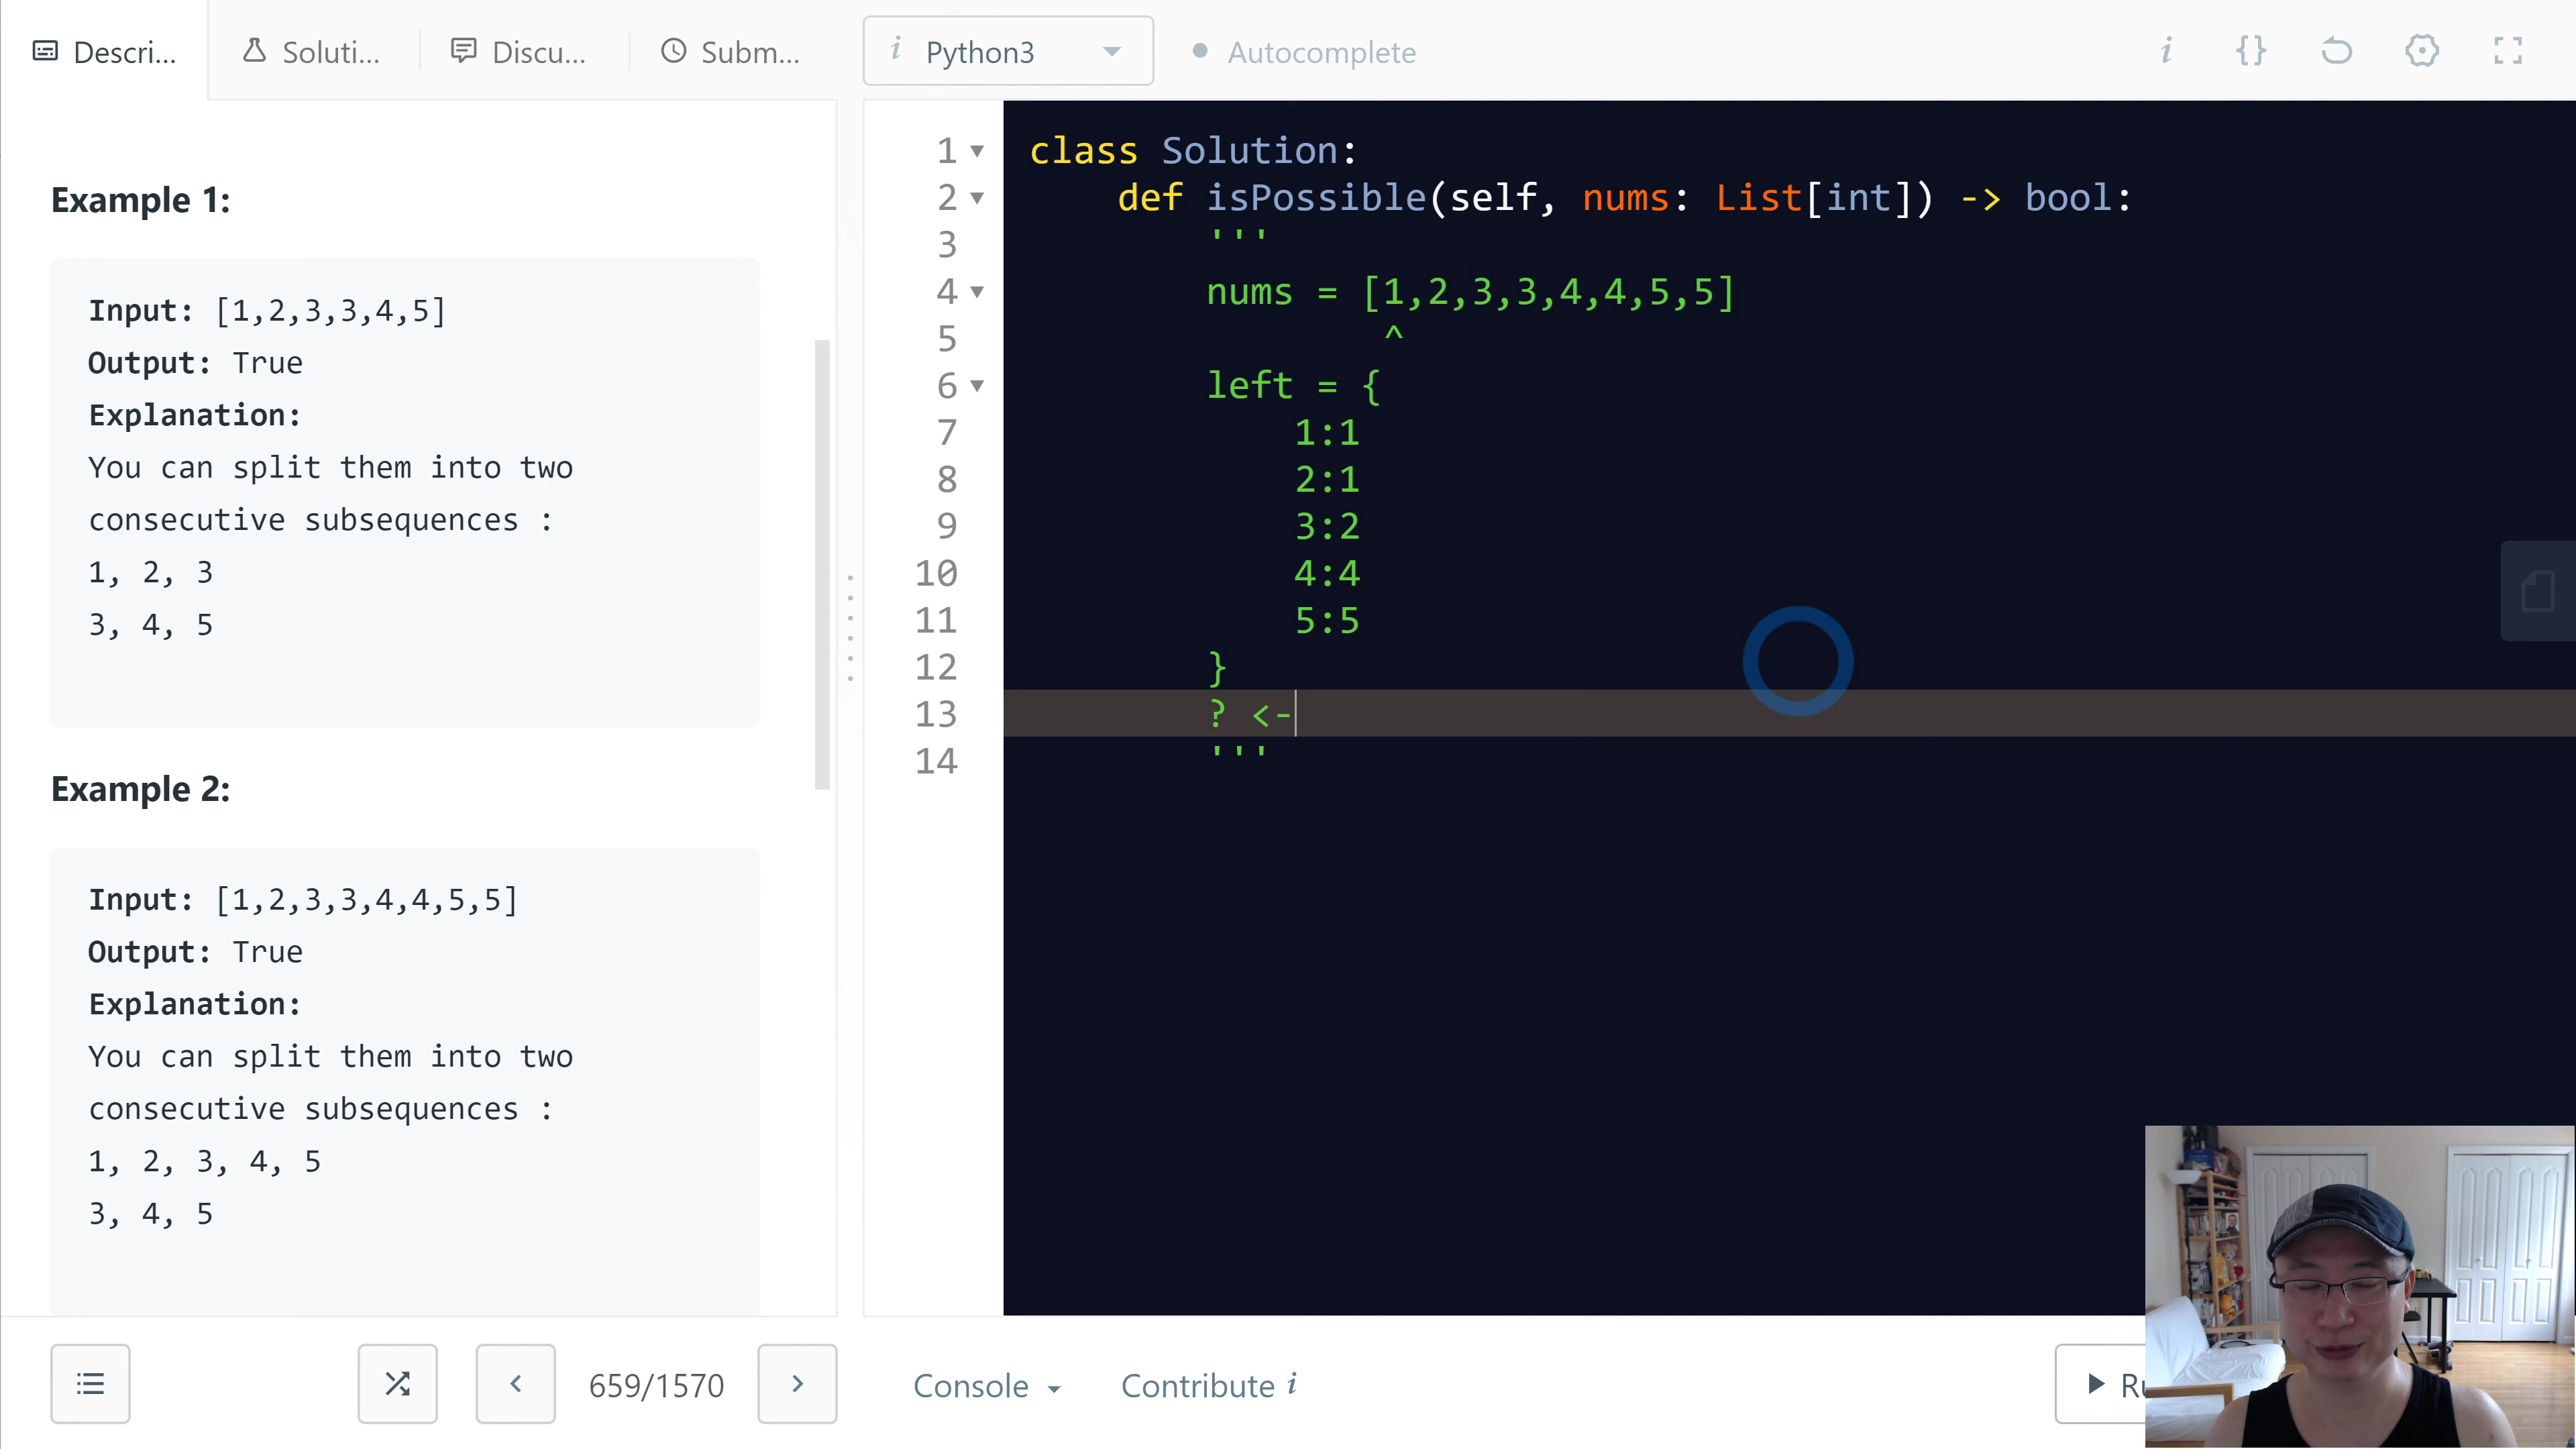 Descri...
Soluti...
Discu...
Subm...
i Python3
Autocomplete
i {}
Example 1:
Input: [1,2,3,3,4,5]
Output: True
Explanation:
You can split them into two
consecutive subsequences :
1, 2, 3
3, 4, 5
Example 2:
Input: [1,2,3,3,4,4,5,5]
Output: True
Explanation:
You can split them into two
consecutive subsequences :
1, 2, 3, 4, 5
3, 4, 5
1 class Solution:
2 def isPossible(self, nums: List[int]) -> bool:
3 '''
4 nums = [1,2,3,3,4,4,5,5]
5 ^
6 left = {
7 1:1
8 2:1
9 3:2
10 4:4
11 5:5
12 }
13 ? <-
14 '''
659/1570
Console
Contribute i